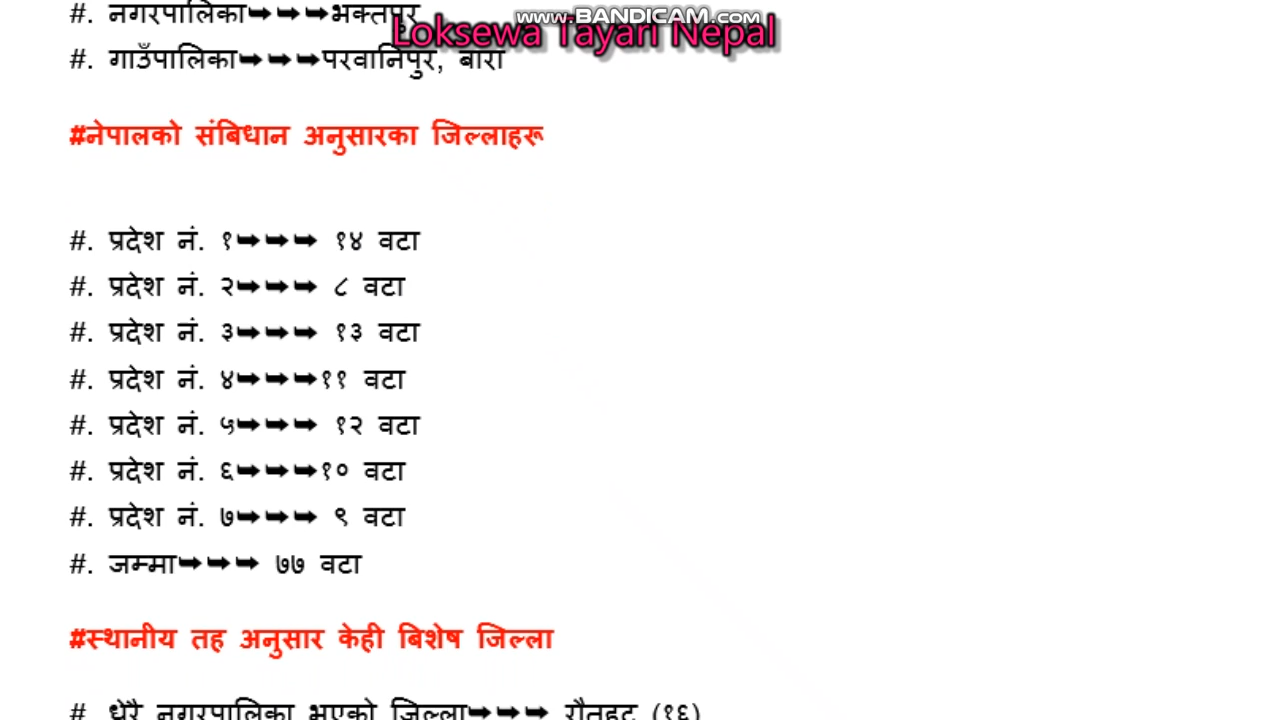 www.BANDICAM.com
#. नगरपालिका➥➥➥भक्तपुर
Loksewa Tayari Nepal
#. गाउँपालिका➥➥➥परवानिपुर, बारा
#नेपालको संबिधान अनुसारका जिल्लाहरू
#. प्रदेश नं. १➥➥➥ १४ वटा
#. प्रदेश नं. २➥➥➥ ८ वटा
#. प्रदेश नं. ३➥➥➥ १३ वटा
#. प्रदेश नं. ४➥➥➥११ वटा
#. प्रदेश नं. ५➥➥➥ १२ वटा
#. प्रदेश नं. ६➥➥➥१० वटा
#. प्रदेश नं. ७➥➥➥ ९ वटा
#. जम्मा➥➥➥ ७७ वटा
#स्थानीय तह अनुसार केही बिशेष जिल्ला
#. धेरै नगरपालिका भएको जिल्ला➥➥➥ रौतहट (१६)